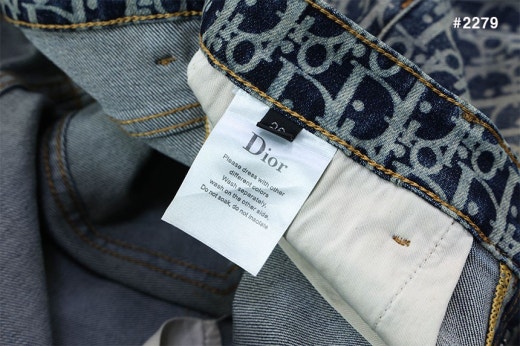 #2279
Dior
Please dress with other
different colors
Wash separately,
wash on the other side,
Do not soak, do not insolate